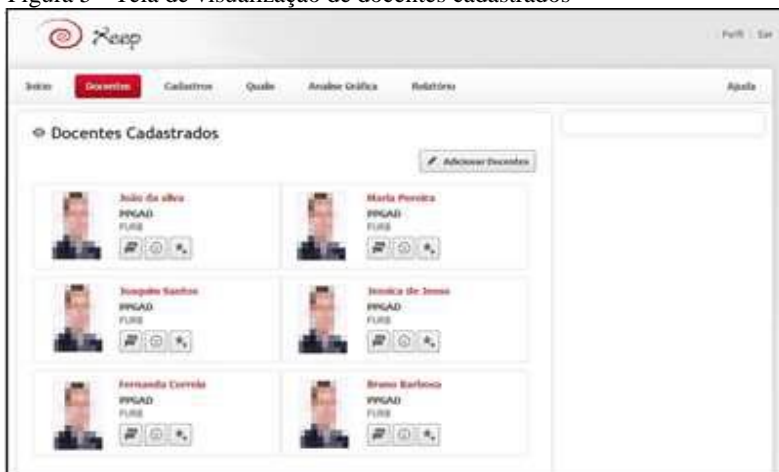 Figura 3 – Tela de visualização de docentes cadastrados
Reep
Perfil Sair
Início Docentes Cadastros Qualis Analise Gráfica Relatório Ajuda
Docentes Cadastrados
Adicionar Docentes
João da silva
PPGAD
FURB
Maria Pereira
PPGAD
FURB
Joaquim Santos
PPGAD
FURB
Jessica de Jesus
PPGAD
FURB
Fernanda Correia
PPGAD
FURB
Bruno Barbosa
PPGAD
FURB